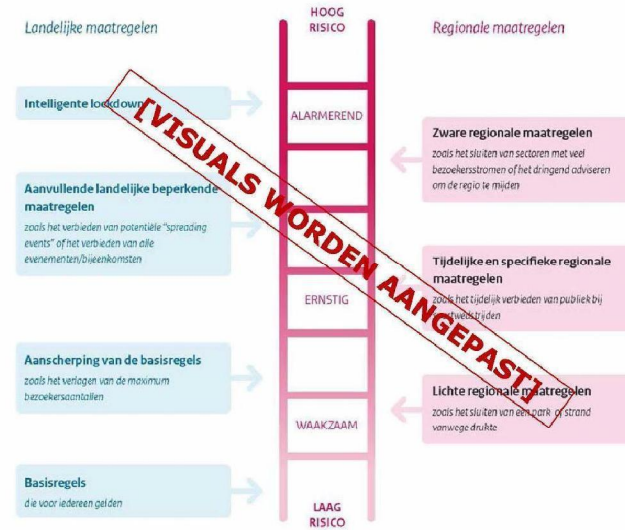 Landelijke maatregelen
HOOG
RISICO
Regionale maatregelen
Intelligente lockdown
ALARMEREND
Zware regionale maatregelen
zoals het sluiten van sectoren met veel
bezoekersstromen of het dringend adviseren
om de regio te mijden
Aanvullende landelijke beperkende
maatregelen
zoals het verbieden van potentiële "spreading
events" of het verbieden van alle
evenementen/bijeenkomsten
[VISUALS WORDEN AANGEPAST]
Tijdelijke en specifieke regionale
maatregelen
zoals het tijdelijk verbieden van publiek bij
ERNSTIG
Aanscherping van de basisregels
zoals het verlagen van de maximum
bezoekersaantallen
Lichte regionale maatregelen
zoals het sluiten van een park of strand
vanwege drukte
WAAKZAAM
Basisregels
die voor iedereen gelden
LAAG
RISICO